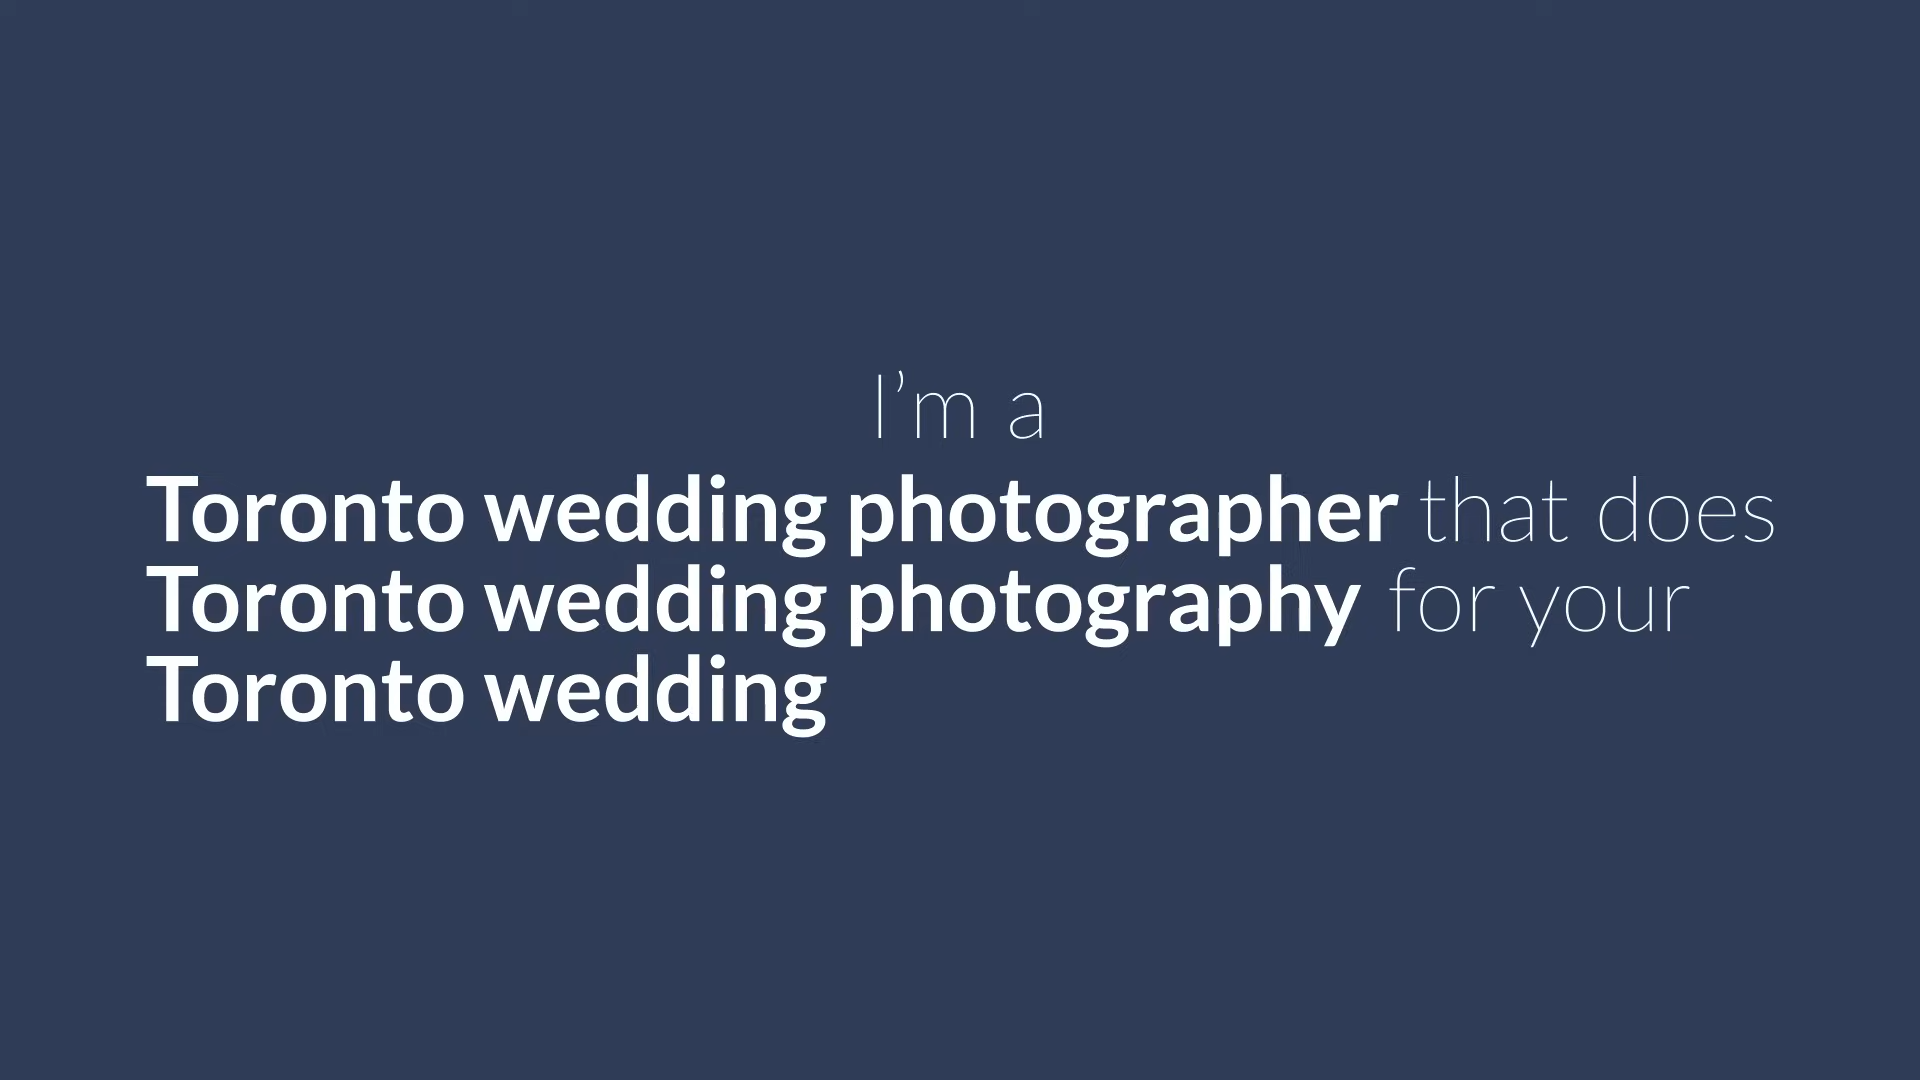 I’m a
Toronto wedding photographer that does
Toronto wedding photography for your
Toronto wedding